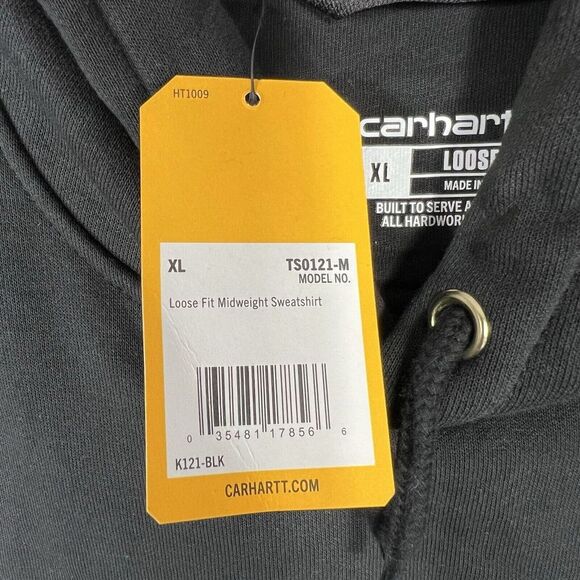 HT1009
carhart
XL
LOOSE
MADE IN
BUILT TO SERVE
ALL HARDWOR
XL
TS0121-M
MODEL NO.
Loose Fit Midweight Sweatshirt
0 35481 17856 6
K121-BLK
CARHARTT.COM